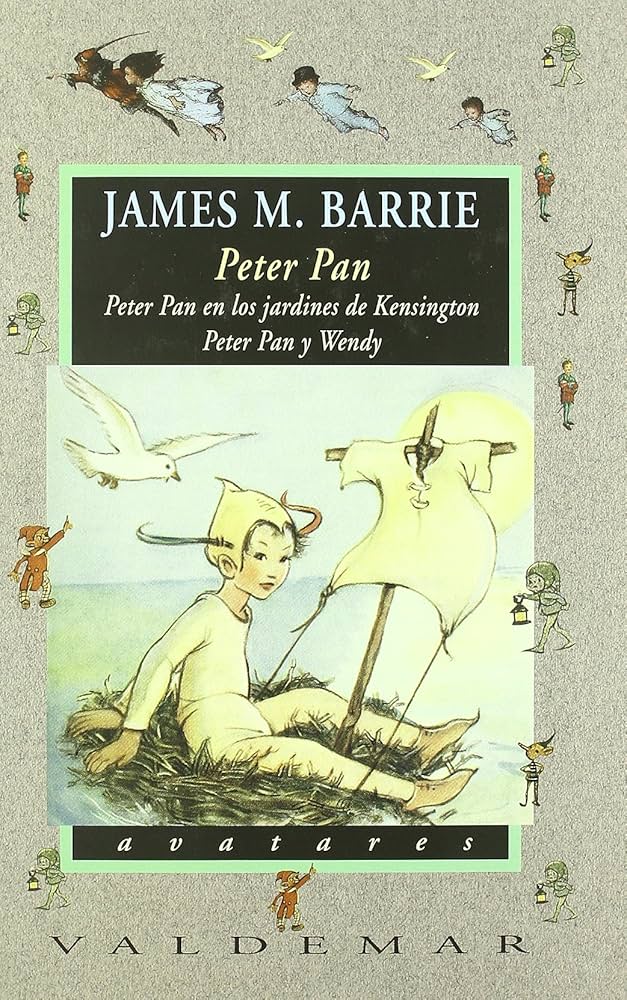 JAMES M. BARRIE
Peter Pan
Peter Pan en los jardines de Kensington
Peter Pan y Wendy
avatares
VALDEMAR